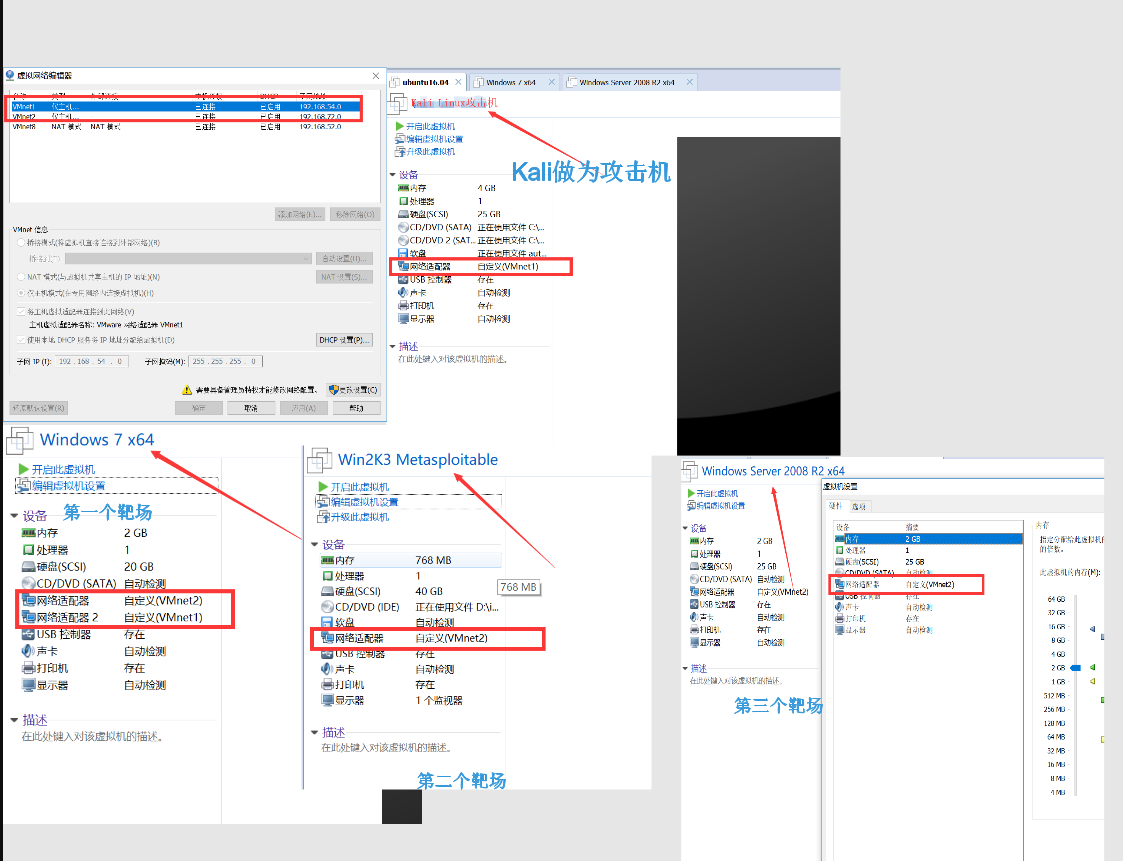 虚拟网络编辑器
VMnet1 仅主机... 已连接 已启用 192.168.54.0
VMnet2 仅主机... 已连接 已启用 192.168.72.0
VMnet8 NAT 模式 NAT 模式 已连接 已启用 192.168.52.0
添加网络(E)... 移除网络(O)
VMnet 信息
桥接模式(将虚拟机直接连接到外部网络)(B)
自动设置(U)...
NAT 模式(与虚拟机共享主机的 IP 地址)(N) NAT 设置(S)...
仅主机模式(在专用网络内连接虚拟机)(H)
将主机虚拟适配器连接到此网络(V)
主机虚拟适配器名称: VMware 网络适配器 VMnet1
使用本地 DHCP 服务将 IP 地址分配给虚拟机(D) DHCP 设置(P)...
子网 IP (I): 192 . 168 . 54 . 0 子网掩码(M): 255 . 255 . 255 . 0
需要具备管理员特权才能修改网络配置。 更改设置(C)
还原默认设置(R) 确定 取消 应用(A) 帮助
ubuntu16.04 Windows 7 x64 Windows Server 2008 R2 x64
Kali Linux攻击机
开启此虚拟机
编辑虚拟机设置
升级此虚拟机
Kali做为攻击机
设备
内存 4 GB
处理器 1
硬盘(SCSI) 25 GB
CD/DVD (SATA) 正在使用文件 C:\...
CD/DVD 2 (SAT... 正在使用文件 C:\...
软盘 正在使用文件 aut...
网络适配器 自定义(VMnet1)
USB 控制器 存在
声卡 自动检测
打印机 存在
显示器 自动检测
描述
在此处键入对该虚拟机的描述。
Windows 7 x64
开启此虚拟机
编辑虚拟机设置
设备 第一个靶场
内存 2 GB
处理器 1
硬盘(SCSI) 20 GB
CD/DVD (SATA) 自动检测
网络适配器 自定义(VMnet2)
网络适配器 2 自定义(VMnet1)
USB 控制器 存在
声卡 自动检测
打印机 存在
显示器 自动检测
描述
在此处键入对该虚拟机的描述。
Win2K3 Metasploitable
开启此虚拟机
编辑虚拟机设置
升级此虚拟机
设备
内存 768 MB
处理器 1
768 MB
硬盘(SCSI) 40 GB
CD/DVD (IDE) 正在使用文件 D:\...
软盘 自动检测
网络适配器 自定义(VMnet2)
USB 控制器 存在
声卡 自动检测
打印机 存在
显示器 1 个监视器
描述
在此处键入对该虚拟机的描述。
第二个靶场
Windows Server 2008 R2 x64
开启此虚拟机
编辑虚拟机设置
设备
内存 2 GB
处理器 1
硬盘(SCSI) 25 GB
CD/DVD (SATA) 自动检测
网络适配器 自定义(VMnet2)
USB 控制器 存在
声卡 自动检测
打印机 存在
显示器 自动检测
描述
在此处键入对该虚拟机的描述。
第三个靶场
虚拟机设置
硬件 选项
设备 摘要
内存 2 GB
处理器 1
硬盘(SCSI) 25 GB
CD/DVD (SATA) 自动检测
网络适配器 自定义(VMnet2)
USB 控制器 存在
声卡 自动检测
打印机 存在
显示器 自动检测
内存
指定分配给此虚拟机
的倍数。
此虚拟机的内存(M):
64 GB
32 GB
16 GB
8 GB
4 GB
2 GB
1 GB
512 MB
256 MB
128 MB
64 MB
32 MB
16 MB
8 MB
4 MB